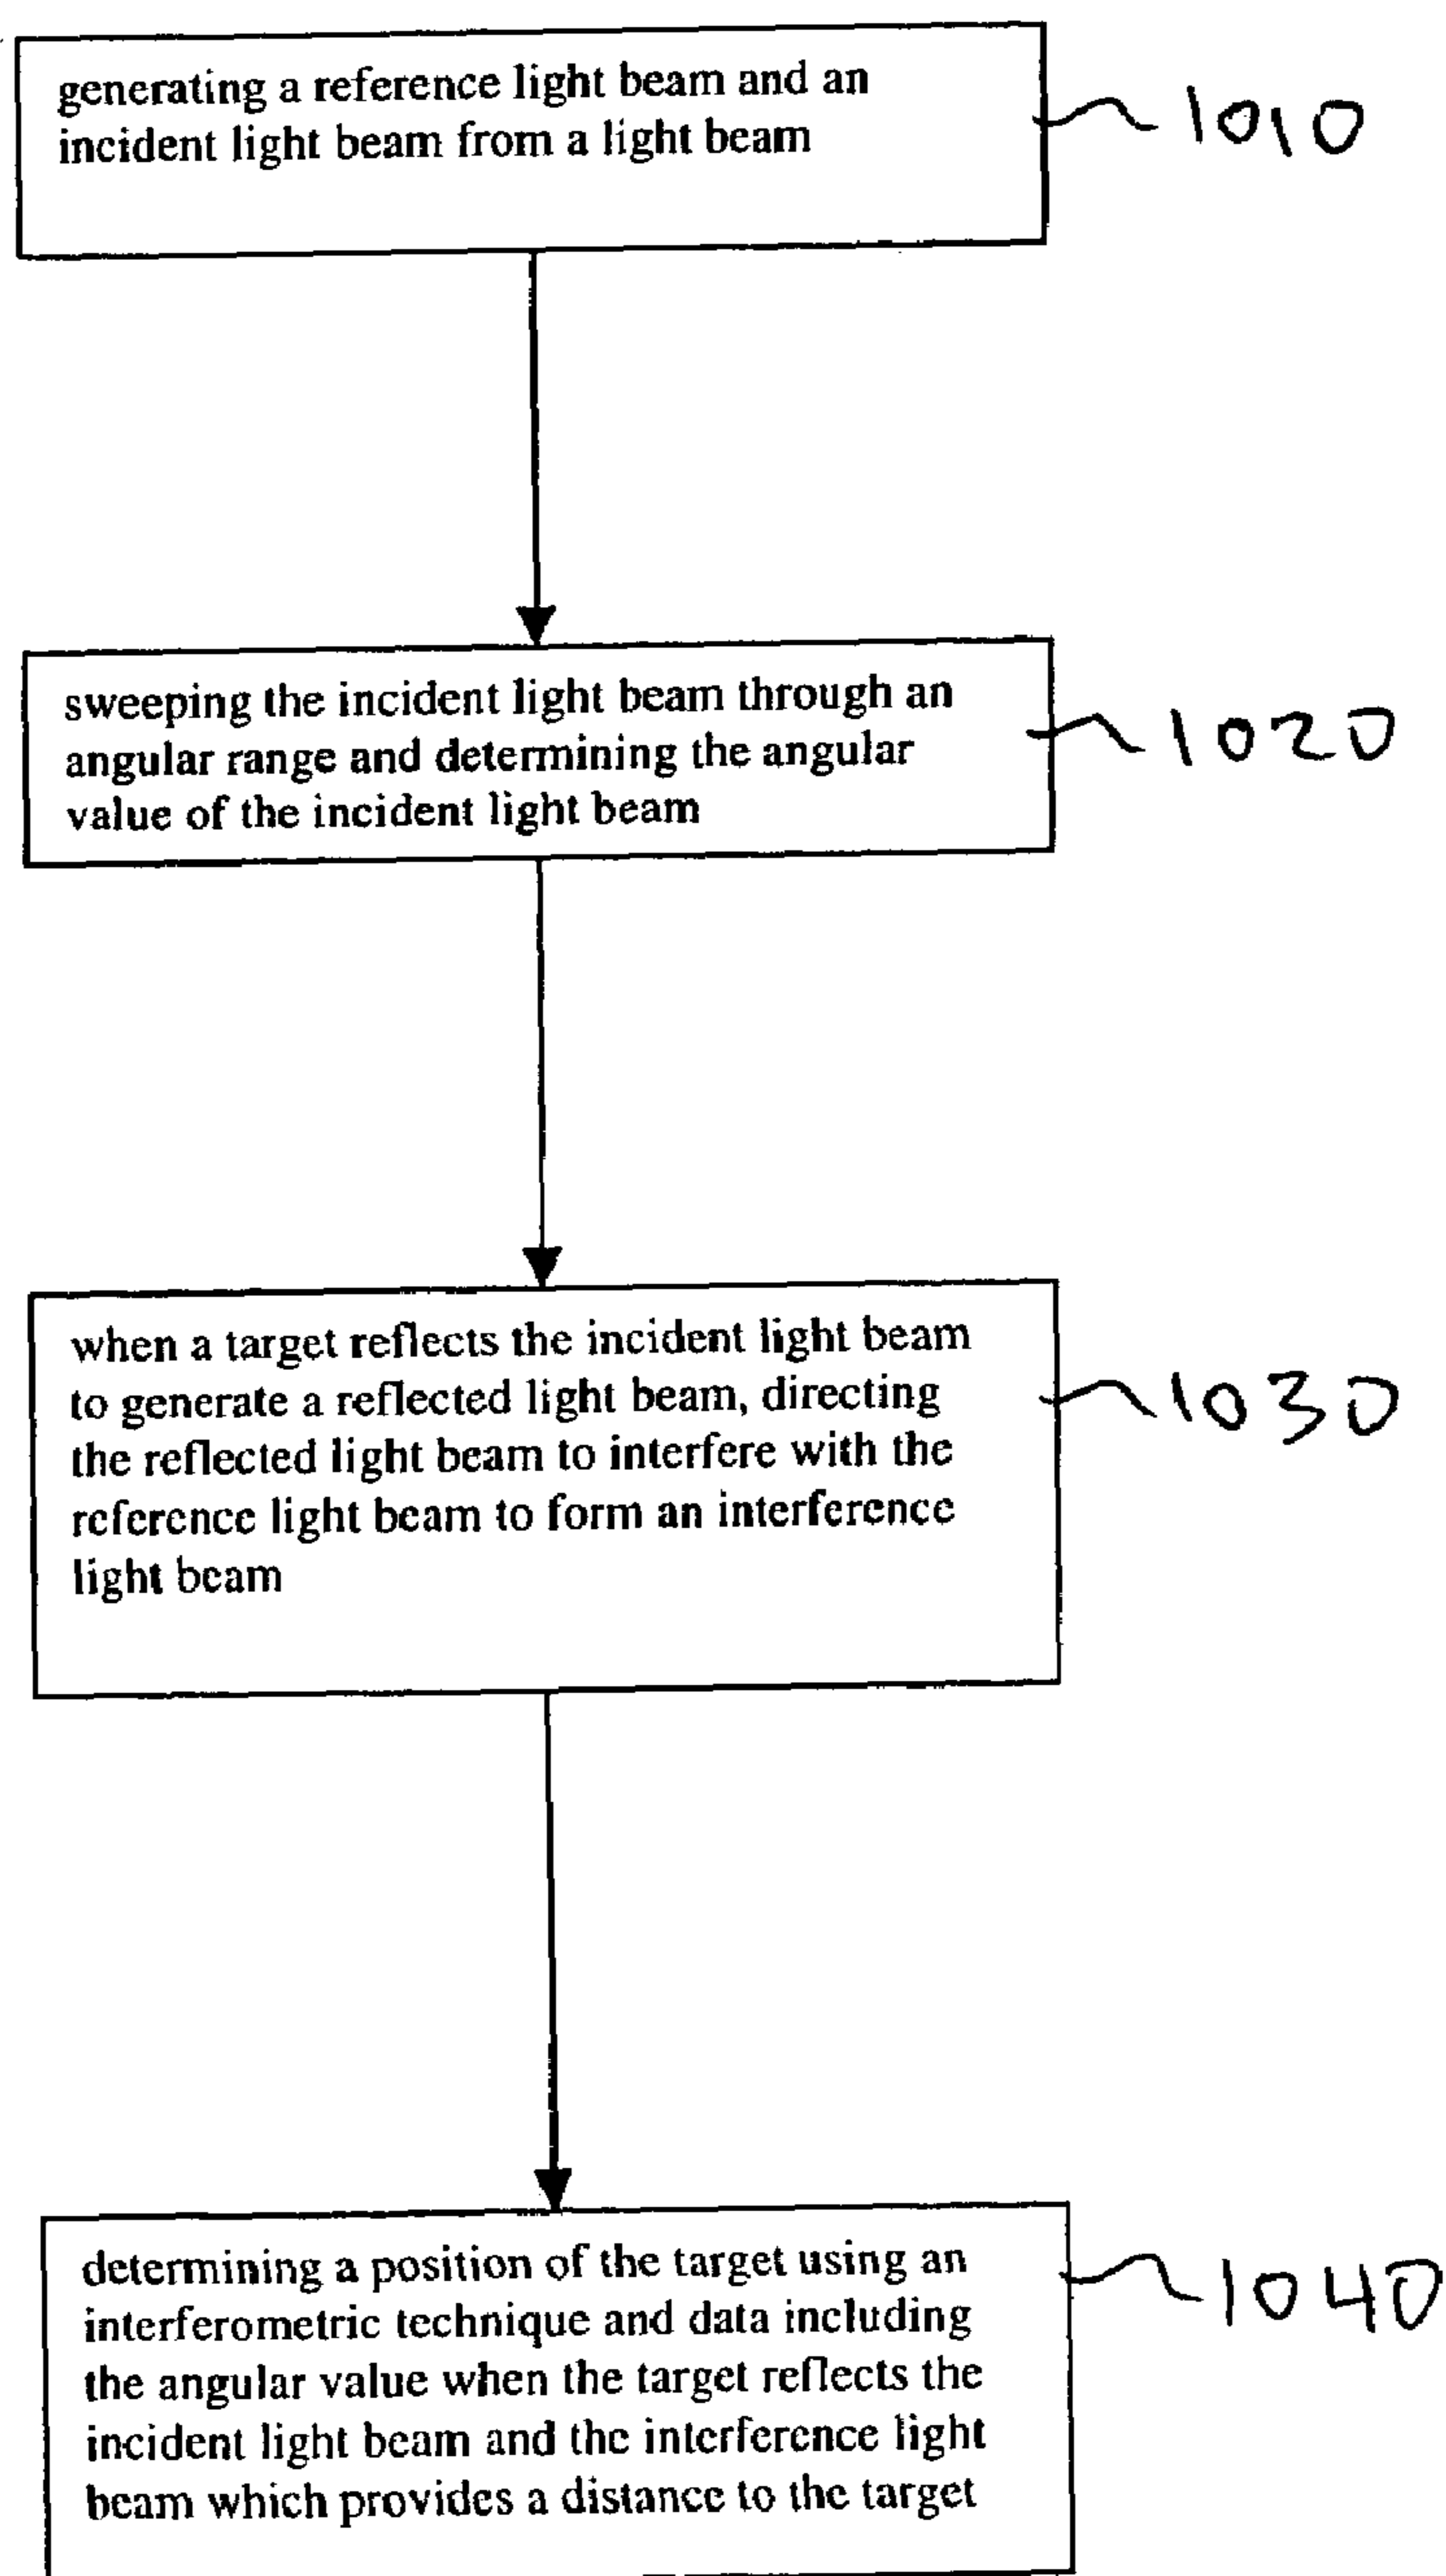 generating a reference light beam and an
incident light beam from a light beam
1010
sweeping the incident light beam through an
angular range and determining the angular
value of the incident light beam
1020
when a target reflects the incident light beam
to generate a reflected light beam, directing
the reflected light beam to interfere with the
reference light beam to form an interference
light beam
1030
determining a position of the target using an
interferometric technique and data including
the angular value when the target reflects the
incident light beam and the interference light
beam which provides a distance to the target
1040